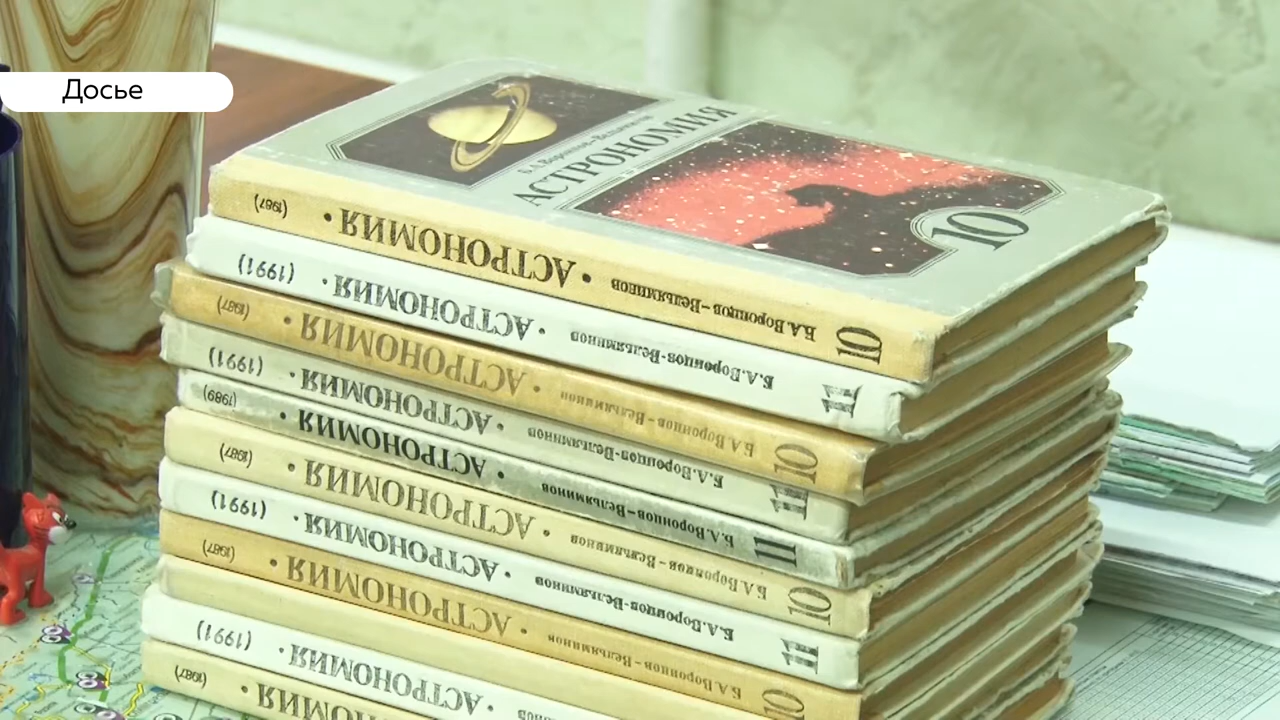 Досье
Б.А. Воронцов-Вельяминов
АСТРОНОМИЯ
10
10 Б.А. Воронцов–Вельяминов • АСТРОНОМИЯ • (1987)
11 Б.А. Воронцов-Вельяминов • АСТРОНОМИЯ • (1991)
10 Б.А. Воронцов–Вельяминов • АСТРОНОМИЯ • (1987)
11 Б.А. Воронцов-Вельяминов • АСТРОНОМИЯ • (1991)
11 Б.А. Воронцов–Вельяминов • АСТРОНОМИЯ • (1989)
10 Б.А. Воронцов–Вельяминов • АСТРОНОМИЯ • (1987)
11 Б.А. Воронцов-Вельяминов • АСТРОНОМИЯ • (1991)
10 Б.А. Воронцов–Вельяминов • АСТРОНОМИЯ • (1987)
• АСТРОНОМИЯ • (1991)
АСТРОНОМИЯ • (1987)